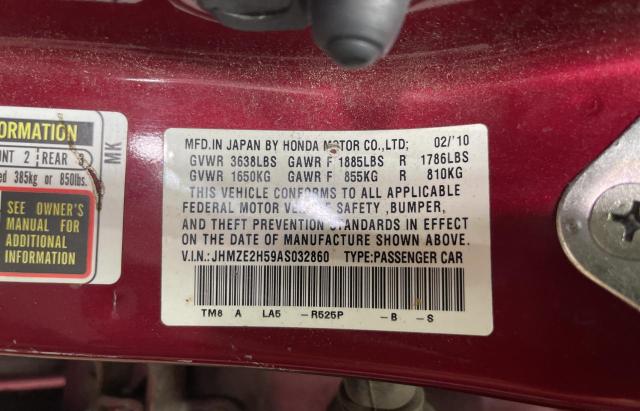 ORMATION
ONT 2 REAR 3
ed 385kg or 850lbs.
SEE OWNER'S
MANUAL FOR
ADDITIONAL
INFORMATION
MK
MFD.IN JAPAN BY HONDA MOTOR CO.,LTD; 02/'10
GVWR 3638LBS GAWR F 1885LBS R 1786LBS
GVWR 1650KG GAWR F 855KG R 810KG
THIS VEHICLE CONFORMS TO ALL APPLICABLE
FEDERAL MOTOR VEHICLE SAFETY ,BUMPER,
AND THEFT PREVENTION STANDARDS IN EFFECT
ON THE DATE OF MANUFACTURE SHOWN ABOVE.
V.I.N.: JHMZE2H59AS032860 TYPE:PASSENGER CAR
TM8 A LA5 -R525P -B -S